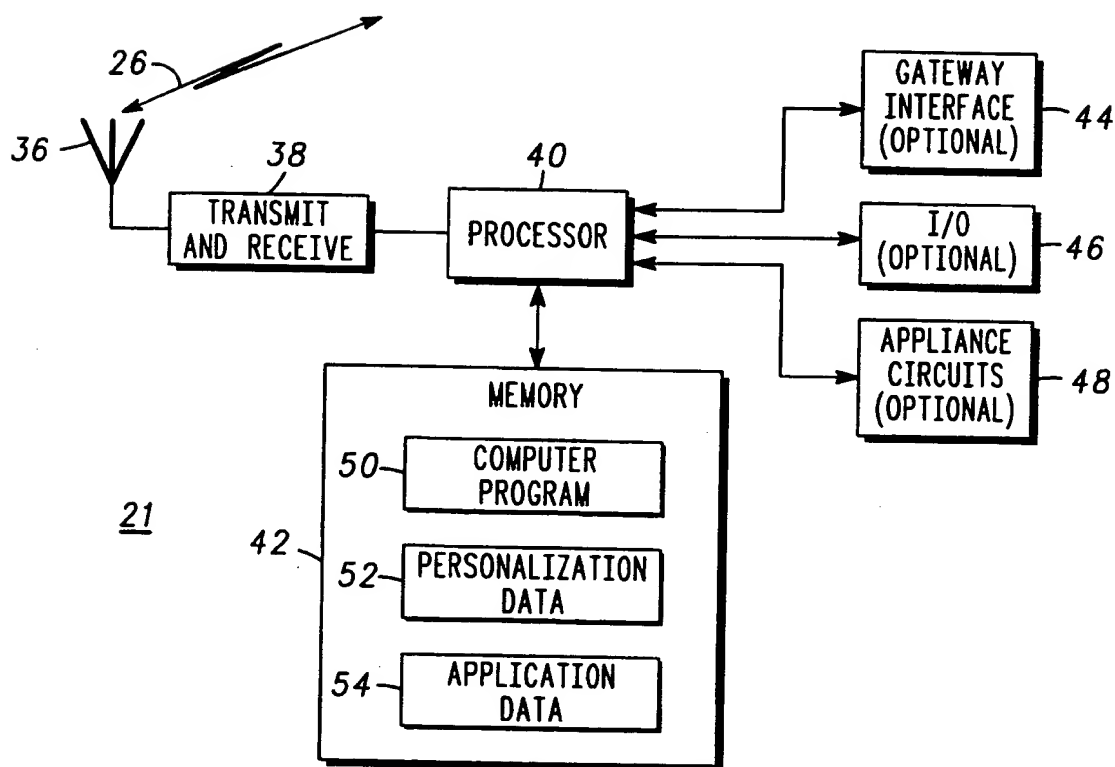 26
36
38
TRANSMIT
AND RECEIVE
40
PROCESSOR
GATEWAY
INTERFACE
(OPTIONAL)
44
I/O
(OPTIONAL)
46
APPLIANCE
CIRCUITS
(OPTIONAL)
48
MEMORY
50
COMPUTER
PROGRAM
21
42
52
PERSONALIZATION
DATA
54
APPLICATION
DATA